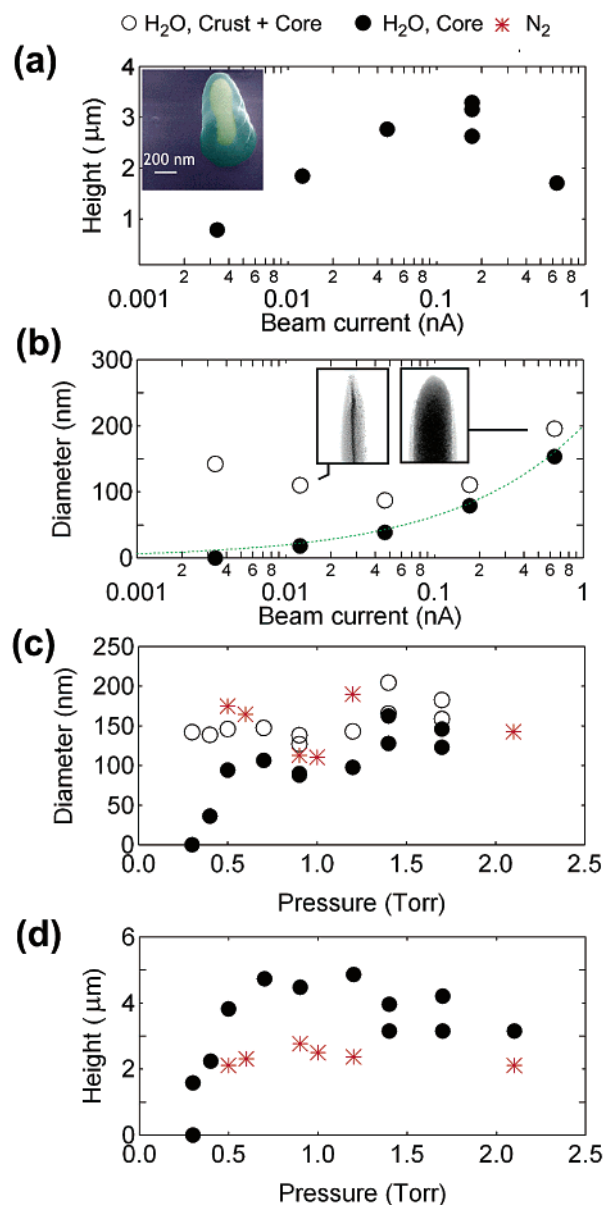 ○ H₂O, Crust + Core ● H₂O, Core ✳ N₂
(a)
4
3
2
1
Height ( μm)
200 nm
2 4 6 8 2 4 6 8 2 4 6 8
0.001 0.01 0.1 1
Beam current (nA)
(b)
300
200
100
0
Diameter (nm)
2 4 6 8 2 4 6 8 2 4 6 8
0.001 0.01 0.1 1
Beam current (nA)
(c)
250
200
150
100
50
0
Diameter (nm)
0.0 0.5 1.0 1.5 2.0 2.5
Pressure (Torr)
(d)
6
4
2
0
Height ( μm)
0.0 0.5 1.0 1.5 2.0 2.5
Pressure (Torr)